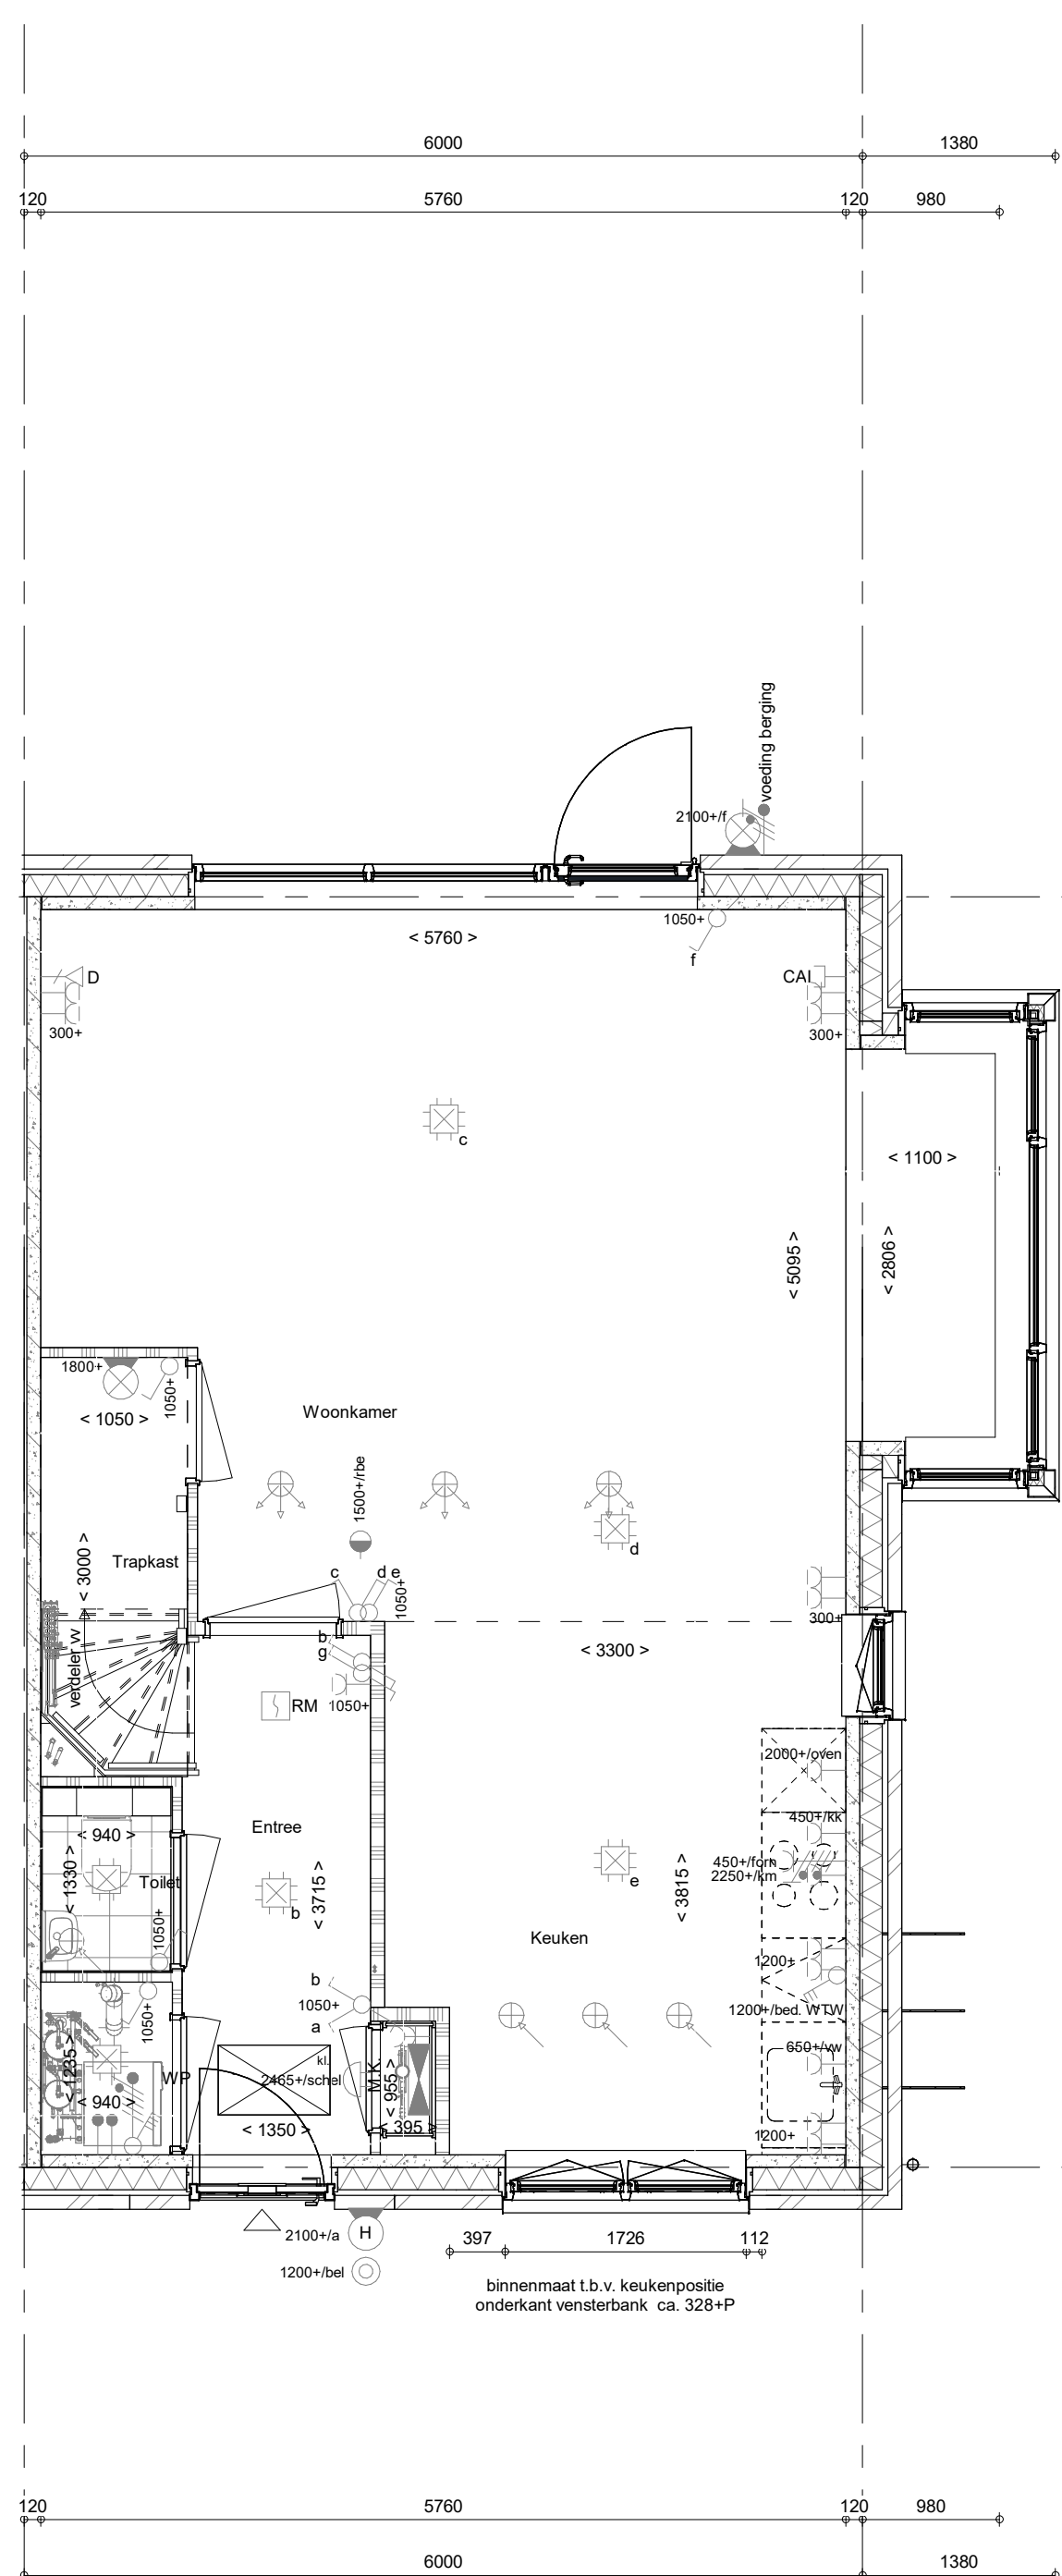 6000
1380
120
5760
120
980
voeding berging
2100+/f
1050+
f
< 5760 >
D
300+
CAI
300+
c
< 1100 >
< 5095 >
< 2806 >
1800+
1050+
< 1050 >
Woonkamer
1500+/rbe
d
< 3000 >
Trapkast
c
d e
1050+
300+
b
g
1050+
< 3300 >
verdeler vv
RM
2000+/oven
450+/kk
Entree
< 940 >
< 1330 >
Toilet
1050+
b
< 3715 >
e
< 3815 >
450+/forn
2250+/km
Keuken
1200+
b
1050+
a
1200+/bed. WTW
1050+
650+/vw
< 1235 >
WP
< 940 >
kl.
2465+/schel
M.K.
< 955 >
< 395 >
< 1350 >
1200+
2100+/a
H
1200+/bel
397
1726
112
binnenmaat t.b.v. keukenpositie
onderkant vensterbank ca. 328+P
120
5760
120
980
6000
1380